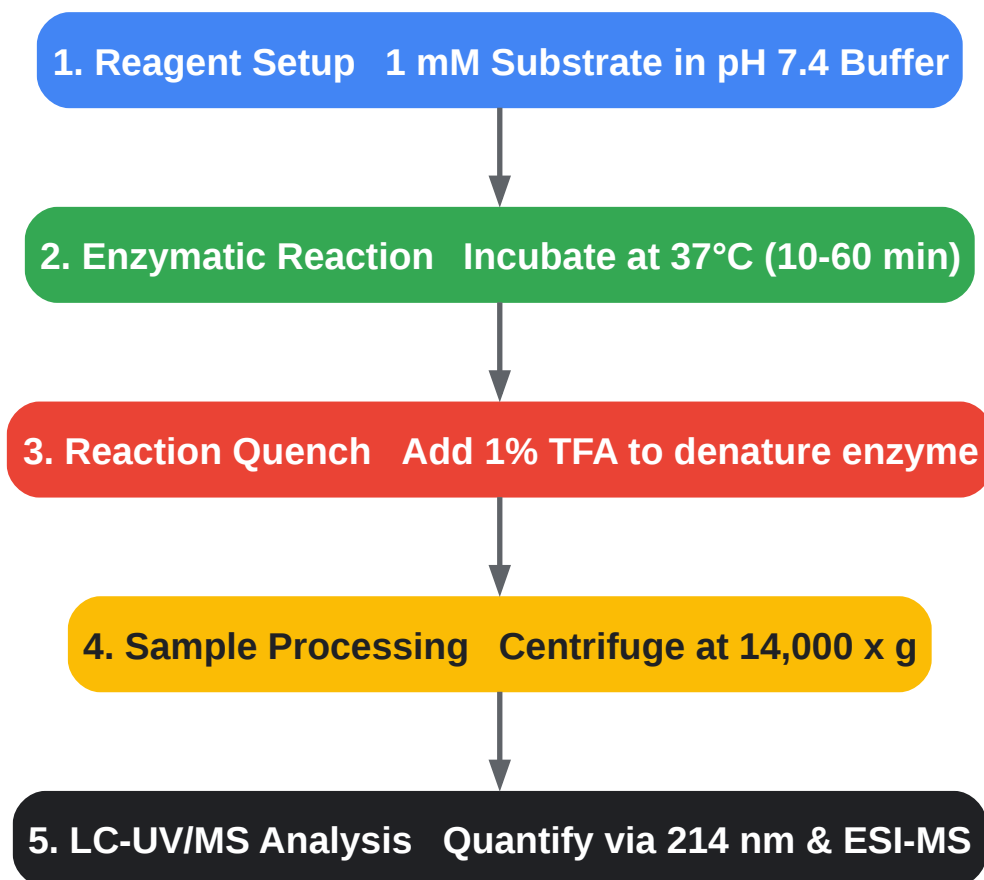 1. Reagent Setup 1 mM Substrate in pH 7.4 Buffer
2. Enzymatic Reaction Incubate at 37°C (10-60 min)
3. Reaction Quench Add 1% TFA to denature enzyme
4. Sample Processing Centrifuge at 14,000 x g
5. LC-UV/MS Analysis Quantify via 214 nm & ESI-MS